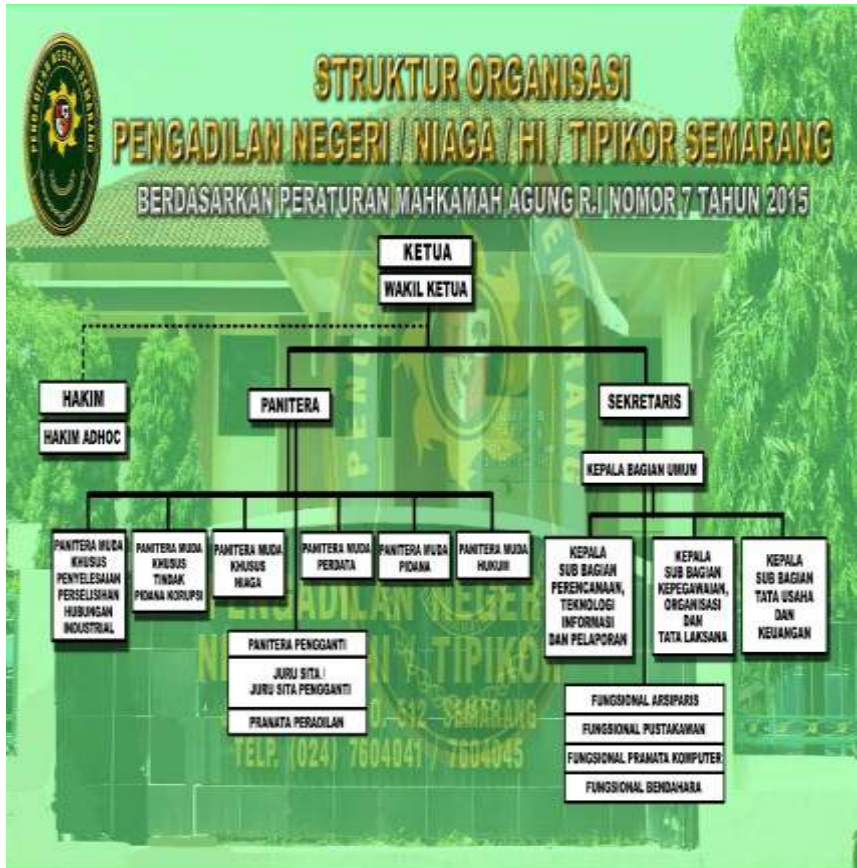 PENGADILAN NEGERI SEMARANG
STRUKTUR ORGANISASI
PENGADILAN NEGERI / NIAGA / HI / TIPIKOR SEMARANG
BERDASARKAN PERATURAN MAHKAMAH AGUNG R.I NOMOR 7 TAHUN 2015
KETUA
WAKIL KETUA
HAKIM
HAKIM ADHOC
PANITERA
SEKRETARIS
KEPALA BAGIAN UMUM
PANITERA MUDA
KHUSUS
PENYELESAIAN
PERSELISIHAN
HUBUNGAN
INDUSTRIAL
PANITERA MUDA
KHUSUS
TINDAK
PIDANA KORUPSI
PANITERA MUDA
KHUSUS
NIAGA
PANITERA MUDA
PERDATA
PANITERA MUDA
PIDANA
PANITERA MUDA
HUKUM
KEPALA
SUB BAGIAN
PERENCANAAN,
TEKNOLOGI
INFORMASI
DAN PELAPORAN
KEPALA
SUB BAGIAN
KEPEGAWAIAN,
ORGANISASI
DAN
TATA LAKSANA
KEPALA
SUB BAGIAN
TATA USAHA
DAN
KEUANGAN
PANITERA PENGGANTI
JURU SITA /
JURU SITA PENGGANTI
PRANATA PERADILAN
FUNGSIONAL ARSIPARIS
FUNGSIONAL PUSTAKAWAN
FUNGSIONAL PRANATA KOMPUTER
FUNGSIONAL BENDAHARA
PENGADILAN NEGERI
TIPIKOR
512 SEMARANG
TELP. (024) 7604041 / 7604045